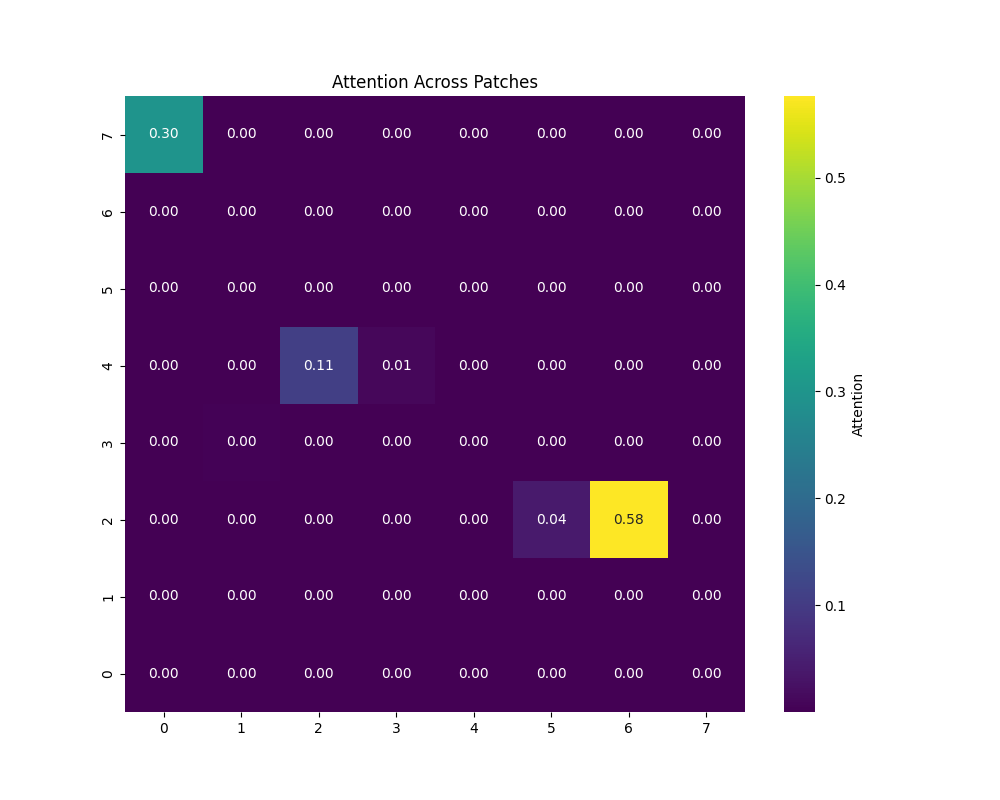 Attention Across Patches
7 0.30 0.00 0.00 0.00 0.00 0.00 0.00 0.00
6 0.00 0.00 0.00 0.00 0.00 0.00 0.00 0.00
5 0.00 0.00 0.00 0.00 0.00 0.00 0.00 0.00
4 0.00 0.00 0.11 0.01 0.00 0.00 0.00 0.00
3 0.00 0.00 0.00 0.00 0.00 0.00 0.00 0.00
2 0.00 0.00 0.00 0.00 0.00 0.04 0.58 0.00
1 0.00 0.00 0.00 0.00 0.00 0.00 0.00 0.00
0 0.00 0.00 0.00 0.00 0.00 0.00 0.00 0.00
0 1 2 3 4 5 6 7
0.5
0.4
0.3
0.2
0.1
Attention